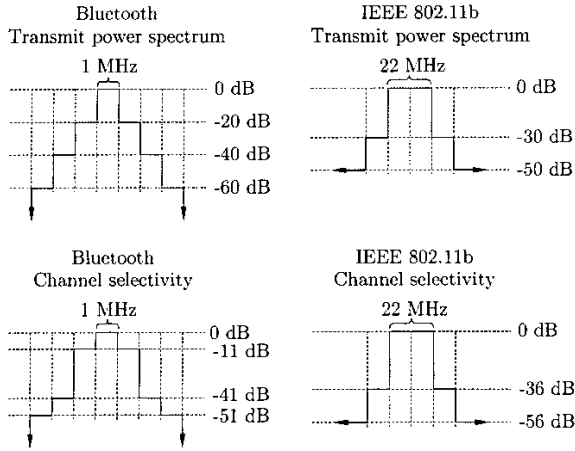 Bluetooth
Transmit power spectrum
1 MHz
0 dB
-20 dB
-40 dB
-60 dB
IEEE 802.11b
Transmit power spectrum
22 MHz
0 dB
-30 dB
-50 dB
Bluetooth
Channel selectivity
1 MHz
0 dB
-11 dB
-41 dB
-51 dB
IEEE 802.11b
Channel selectivity
22 MHz
0 dB
-36 dB
-56 dB